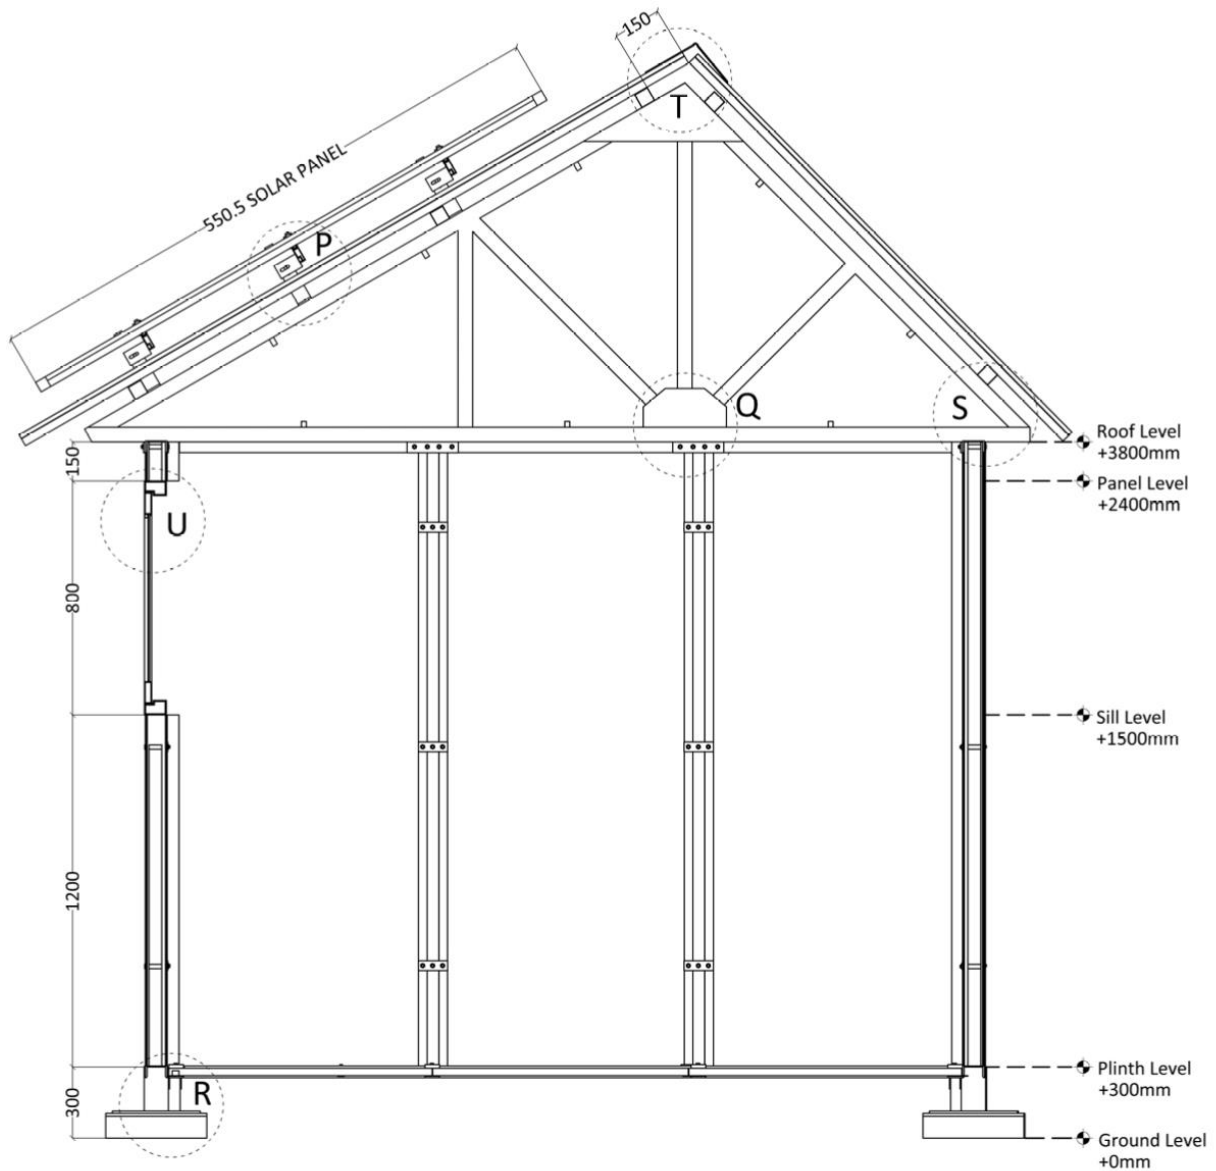 150
T
550.5 SOLAR PANEL
P
Q
S
Roof Level
+3800mm
150
Panel Level
+2400mm
U
800
Sill Level
+1500mm
1200
Plinth Level
+300mm
R
300
Ground Level
+0mm